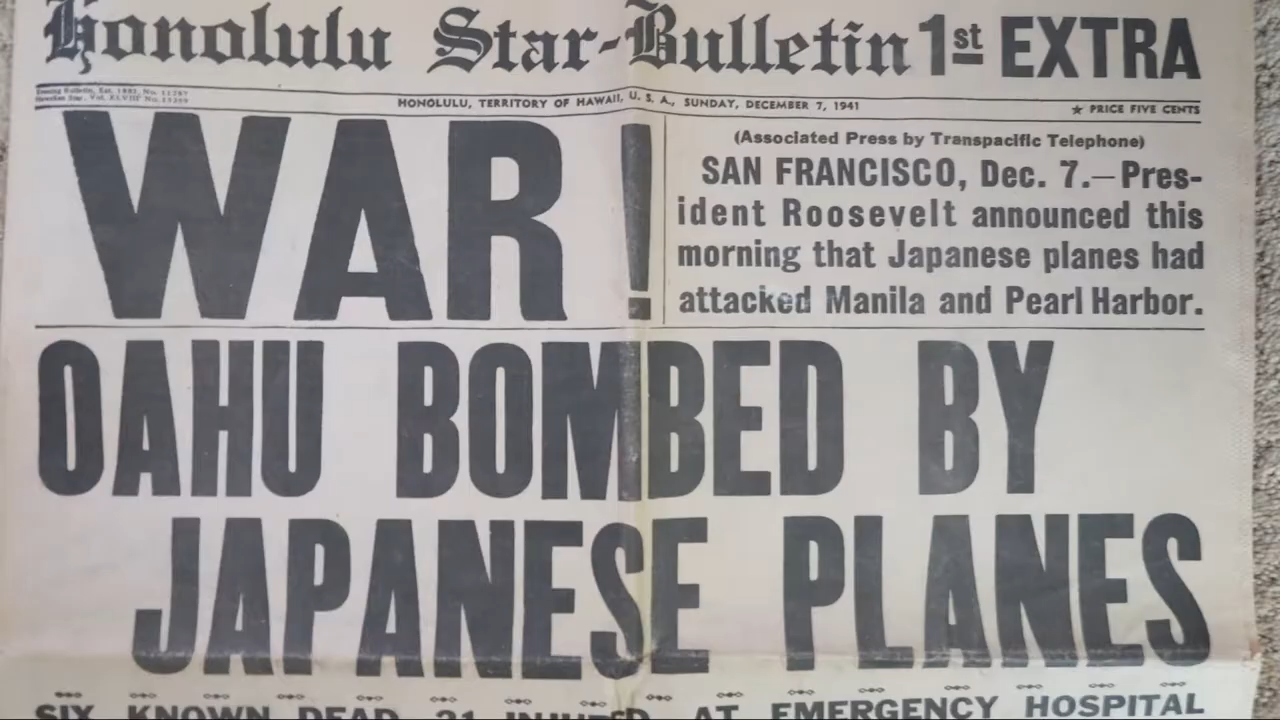 Honolulu Star-Bulletin 1st EXTRA
Evening Bulletin, Est. 1882, No. 11287
Hawaiian Star, Vol. XLVIII No. 15359
HONOLULU, TERRITORY OF HAWAII, U. S. A., SUNDAY, DECEMBER 7, 1941
★ PRICE FIVE CENTS
WAR!
(Associated Press by Transpacific Telephone)
SAN FRANCISCO, Dec. 7.—Pres-
ident Roosevelt announced this
morning that Japanese planes had
attacked Manila and Pearl Harbor.
OAHU BOMBED BY
JAPANESE PLANES
SIX KNOWN DEAD, 21 INJURED, AT EMERGENCY HOSPITAL